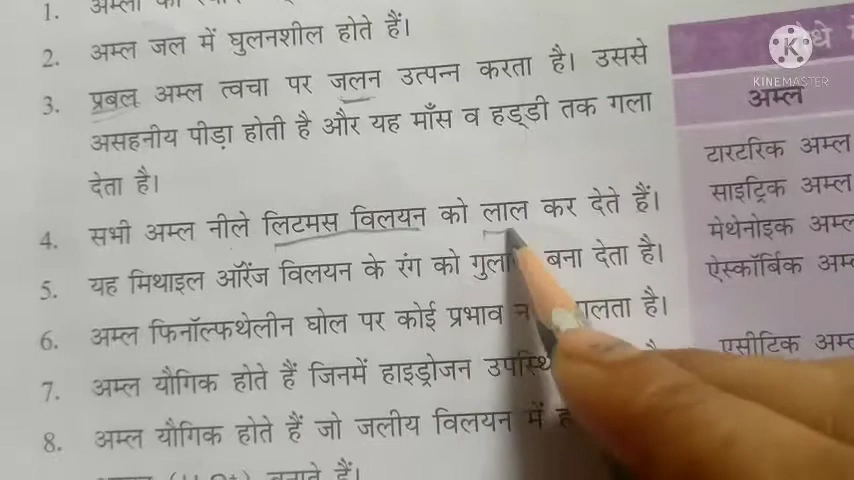 1. अम्लों का
2. अम्ल जल में घुलनशील होते हैं।
3. प्रबल अम्ल त्वचा पर जलन उत्पन्न करता है। उससे
असहनीय पीड़ा होती है और यह माँस व हड्डी तक गला
देता है।
4. सभी अम्ल नीले लिटमस विलयन को लाल कर देते हैं।
5. यह मिथाइल ऑरेंज विलयन के रंग को बना देता है।
6. अम्ल फिनॉल्फथेलीन घोल पर कोई प्रभाव है।
7. अम्ल यौगिक होते हैं जिनमें हाइड्रोजन
8. अम्ल यौगिक होते हैं जो जलीय विलयन में
बनाते हैं।
K
KINEMASTER
अम्ल
टारटरिक अम्ल
साइट्रिक अम्ल
मेथेनोइक अम्ल
ऐस्कॉर्बिक
एसीटिक अम्ल